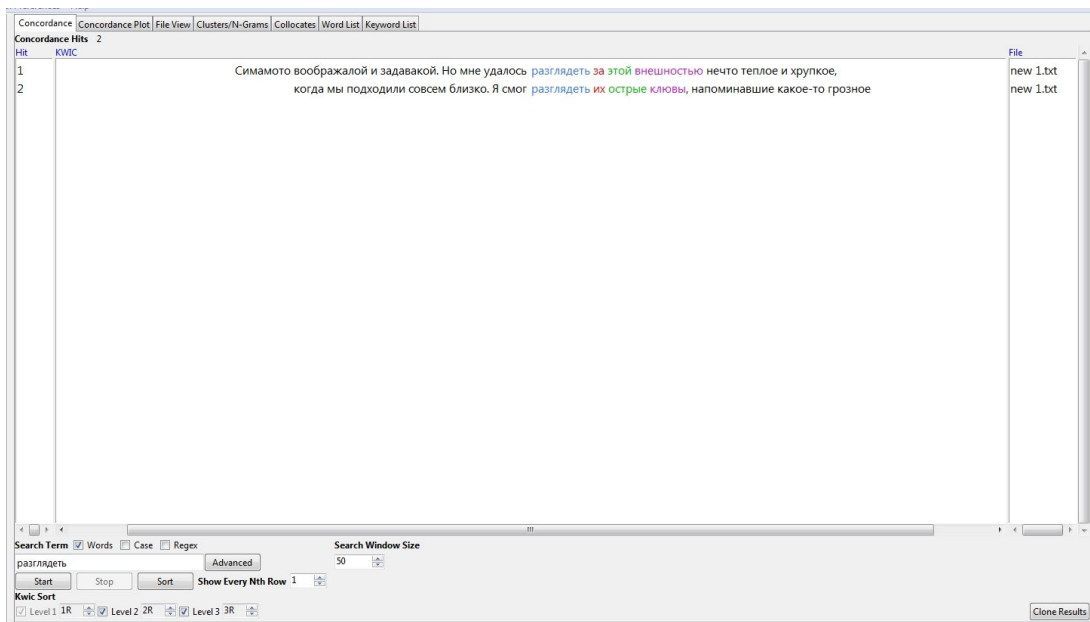 Concordance Concordance Plot File View Clusters/N-Grams Collocates Word List Keyword List
Concordance Hits 2
Hit KWIC File
1 Симамото воображалой и задавакой. Но мне удалось разглядеть за этой внешностью нечто теплое и хрупкое, new 1.txt
2 когда мы подходили совсем близко. Я смог разглядеть их острые клювы, напоминавшие какое-то грозное new 1.txt
Search Term Words Case Regex Search Window Size
разглядеть Advanced 50
Start Stop Sort Show Every Nth Row 1
Kwic Sort
Level 1 1R Level 2 2R Level 3 3R Clone Results